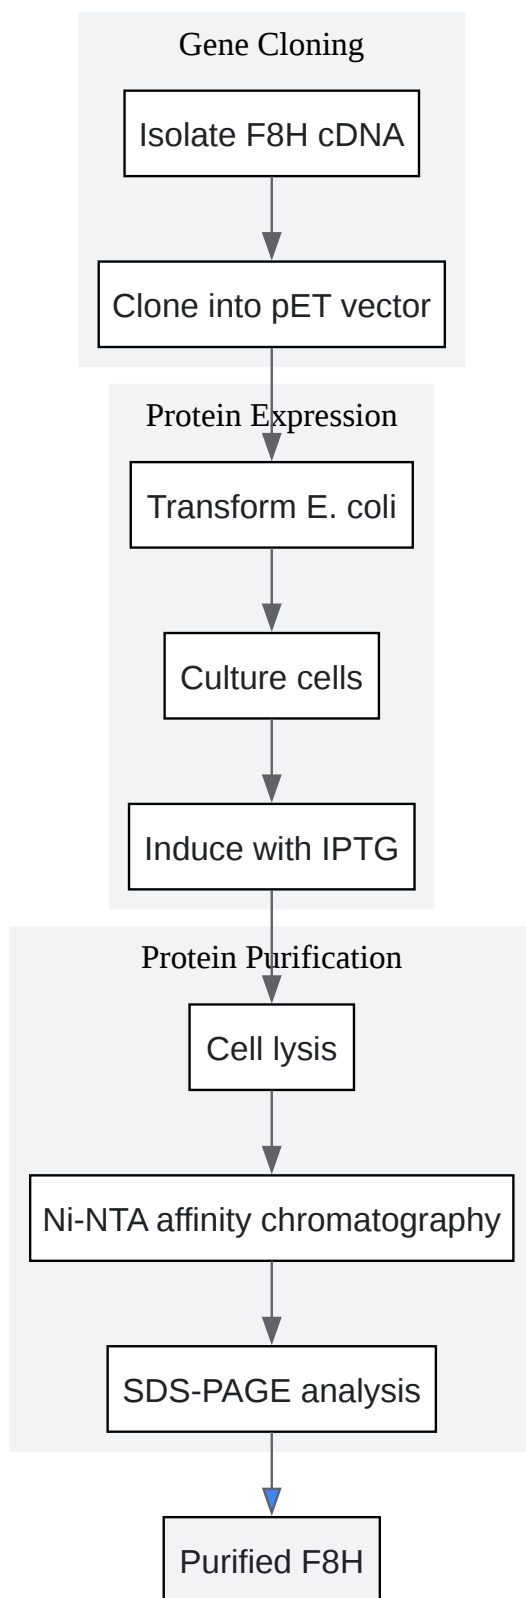 Gene Cloning
Isolate F8H cDNA
Clone into pET vector
Protein Expression
Transform E. coli
Culture cells
Induce with IPTG
Protein Purification
Cell lysis
Ni-NTA affinity chromatography
SDS-PAGE analysis
Purified F8H